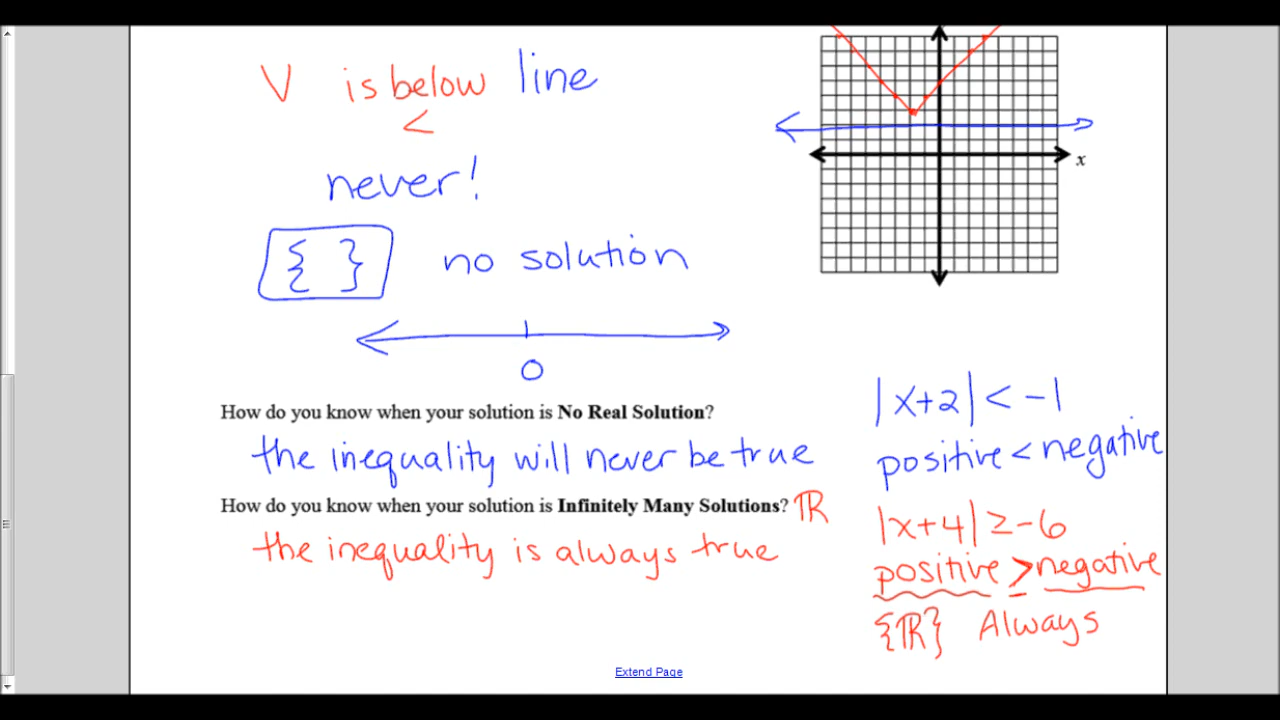 V is below line
<
never!
x
{ } no solution
0
|x+2| < -1
How do you know when your solution is No Real Solution?
the inequality will never be true
positive < negative
How do you know when your solution is Infinitely Many Solutions? ℝ
the inequality is always true
|x+4| ≥ -6
positive ≥ negative
{ℝ} Always
Extend Page